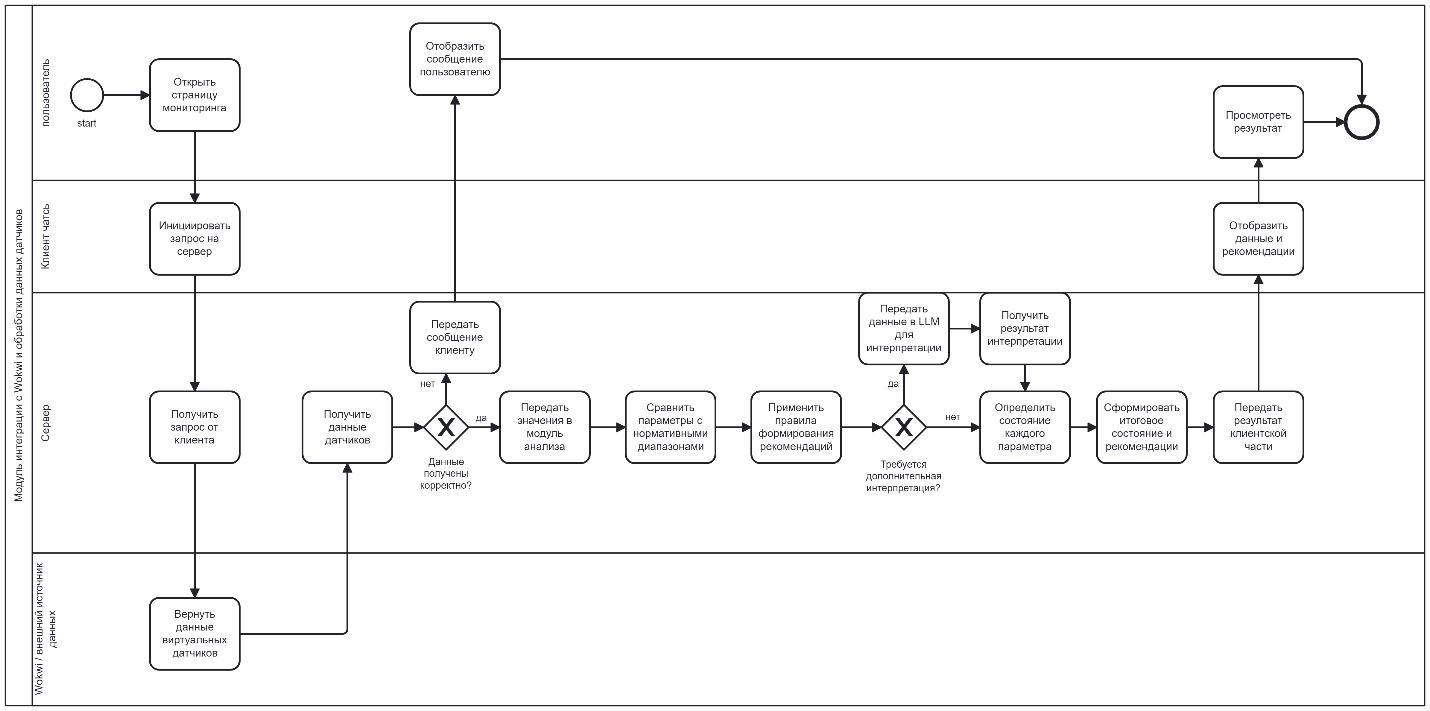 Модуль интеграции с Wokwi и обработки данных датчиков
пользователь
start
Открыть
страницу
мониторинга
Отобразить
сообщение
пользователю
Просмотреть
результат
Клиент чатсь
Инициировать
запрос на
сервер
Отобразить
данные и
рекомендации
Сервер
Получить
запрос от
клиента
Получить
данные
датчиков
Передать
сообщение
клиенту
нет
да
Данные
получены
корректно?
Передать
значения в
модуль
анализа
Сравнить
параметры с
нормативными
диапазонами
Применить
правила
формирования
рекомендаций
Передать
данные в LLM
для
интерпретации
Получить
результат
интерпретации
да
нет
Требуется
дополнительная
интерпретация?
Определить
состояние
каждого
параметра
Сформировать
итоговое
состояние и
рекомендации
Передать
результат
клиентской
части
Wokwi / внешний источник
данных
Вернуть
данные
виртуальных
датчиков